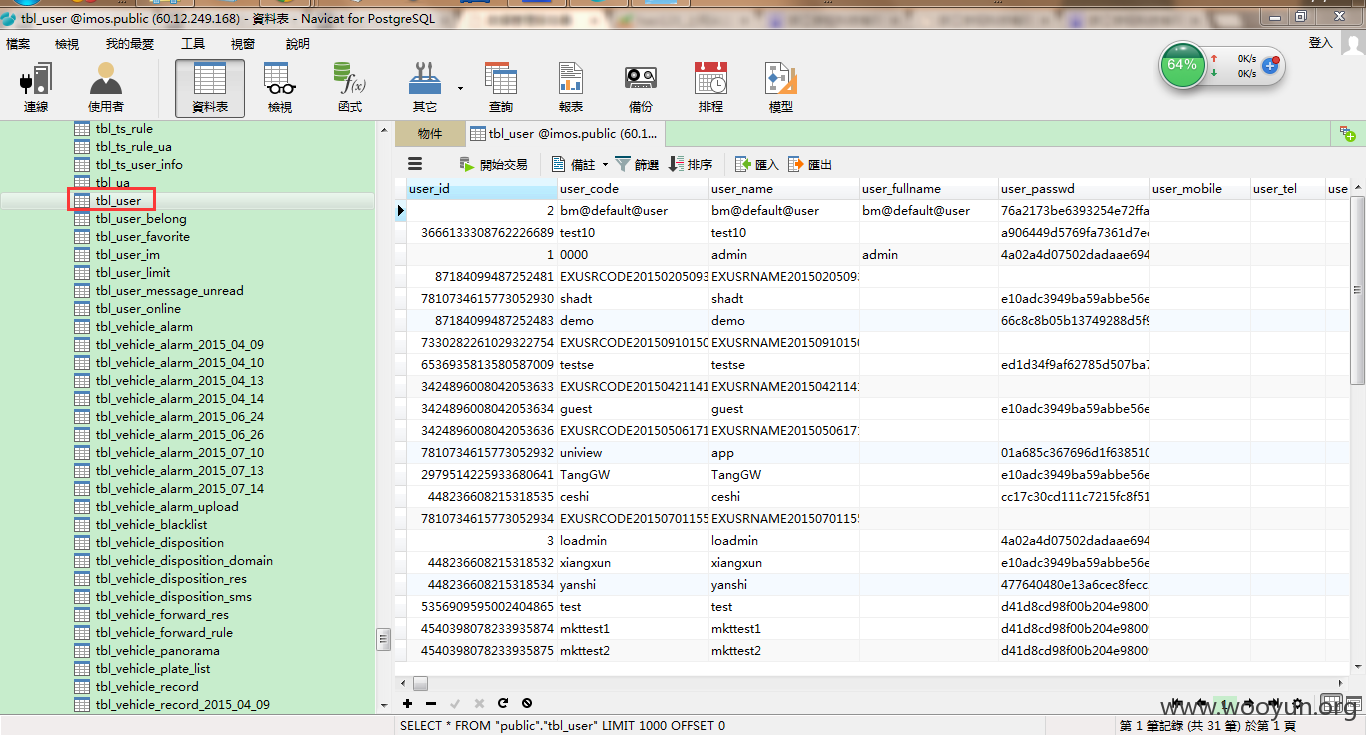 tbl_user @imos.public (60.12.249.168) - 資料表 - Navicat for PostgreSQL
檔案 檢視 我的最愛 工具 視窗 說明 登入
64% 0K/s
0K/s
連線 使用者 資料表 檢視 函式 其它 查詢 報表 備份 排程 模型
tbl_ts_rule
tbl_ts_rule_ua
tbl_ts_user_info
tbl_ua
tbl_user
tbl_user_belong
tbl_user_favorite
tbl_user_im
tbl_user_limit
tbl_user_message_unread
tbl_user_online
tbl_vehicle_alarm
tbl_vehicle_alarm_2015_04_09
tbl_vehicle_alarm_2015_04_10
tbl_vehicle_alarm_2015_04_13
tbl_vehicle_alarm_2015_04_14
tbl_vehicle_alarm_2015_06_24
tbl_vehicle_alarm_2015_06_26
tbl_vehicle_alarm_2015_07_10
tbl_vehicle_alarm_2015_07_13
tbl_vehicle_alarm_2015_07_14
tbl_vehicle_alarm_upload
tbl_vehicle_blacklist
tbl_vehicle_disposition
tbl_vehicle_disposition_domain
tbl_vehicle_disposition_res
tbl_vehicle_disposition_sms
tbl_vehicle_forward_res
tbl_vehicle_forward_rule
tbl_vehicle_panorama
tbl_vehicle_plate_list
tbl_vehicle_record
tbl_vehicle_record_2015_04_09
物件 tbl_user @imos.public (60.1...
開始交易 備註 篩選 排序 匯入 匯出
user_id user_code user_name user_fullname user_passwd user_mobile user_tel use
2 bm@default@user bm@default@user bm@default@user 76a2173be6393254e72ffa
3666133308762226689 test10 test10 a906449d5769fa7361d7e
1 0000 admin admin 4a02a4d07502dadaae694
87184099487252481 EXUSRCODE2015020509 EXUSRNAME2015020509
7810734615773052930 shadt shadt e10adc3949ba59abbe56e
87184099487252483 demo demo 66c8c8b05b13749288d5f
7330282261029322754 EXUSRCODE2015091015 EXUSRNAME2015091015
6536935813580587009 testse testse ed1d34f9af62785d507ba
3424896008042053633 EXUSRCODE2015042114 EXUSRNAME2015042114
3424896008042053634 guest guest e10adc3949ba59abbe56e
3424896008042053636 EXUSRCODE2015050617 EXUSRNAME2015050617
7810734615773052932 uniview app 01a685c367696d1f638510
2979514225933680641 TangGW TangGW e10adc3949ba59abbe56e
448236608215318535 ceshi ceshi cc17c30cd111c7215fc8f51
7810734615773052934 EXUSRCODE2015070115 EXUSRNAME2015070115
3 loadmin loadmin 4a02a4d07502dadaae694
448236608215318532 xiangxun xiangxun e10adc3949ba59abbe56e
448236608215318534 yanshi yanshi 477640480e13a6cec8fecc
5356909595002404865 test test d41d8cd98f00b204e9800
4540398078233935874 mkttest1 mkttest1 d41d8cd98f00b204e9800
4540398078233935875 mkttest2 mkttest2 d41d8cd98f00b204e9800
1
www.wooyun.org
SELECT * FROM "public"."tbl_user" LIMIT 1000 OFFSET 0 第 1 筆記錄 (共 31 筆) 於第 1 頁